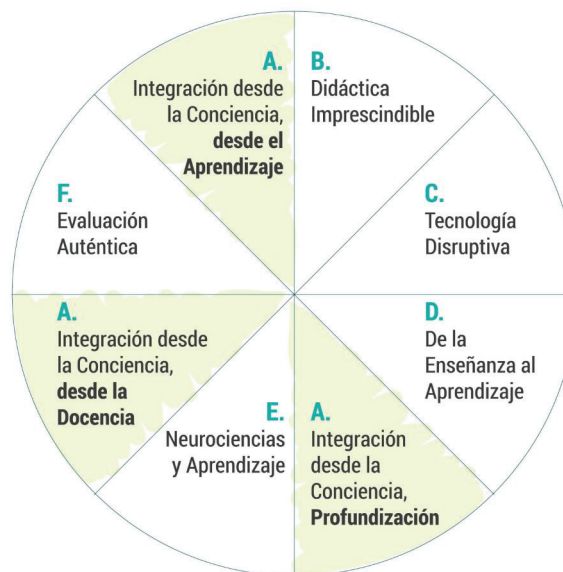 A.
Integración desde
la Conciencia,
desde el
Aprendizaje
B.
Didáctica
Imprescindible
C.
Tecnología
Disruptiva
D.
De la
Enseñanza al
Aprendizaje
A.
Integración
desde la
Conciencia,
Profundización
E.
Neurociencias
y Aprendizaje
A.
Integración desde
la Conciencia,
desde la
Docencia
F.
Evaluación
Auténtica